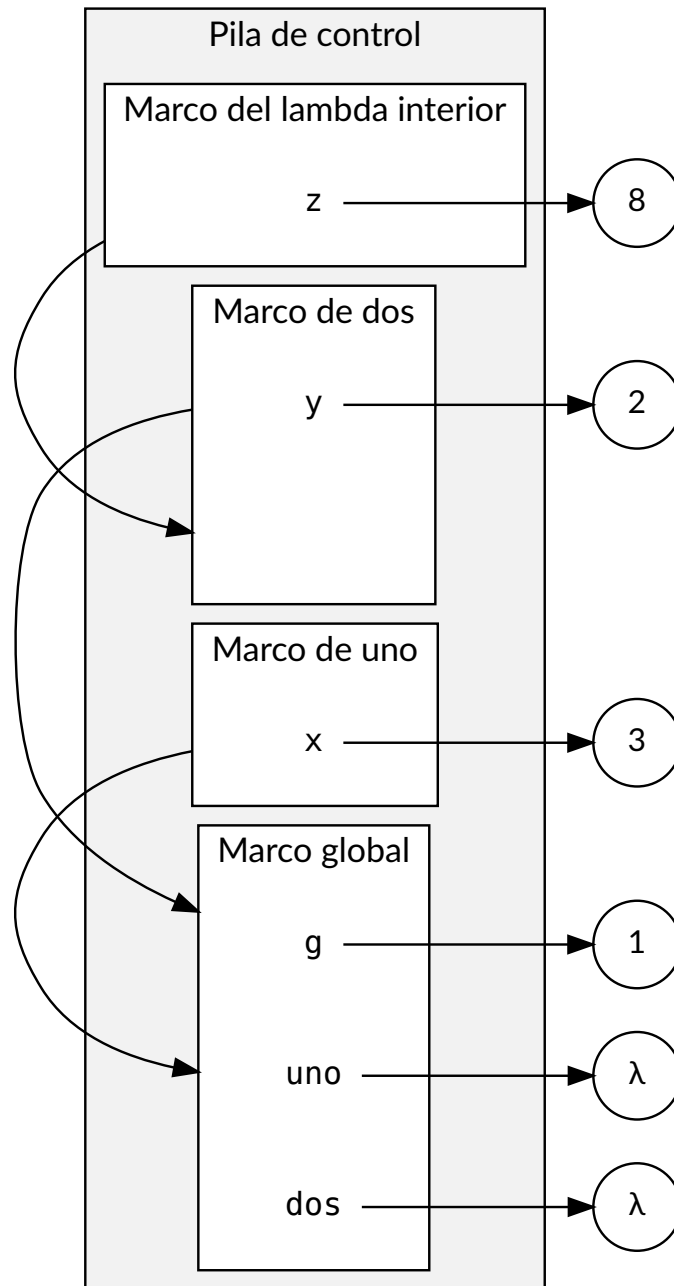 Pila de control
Marco del lambda interior
z 8
Marco de dos
y 2
Marco de uno
x 3
Marco global
g 1
uno λ
dos λ